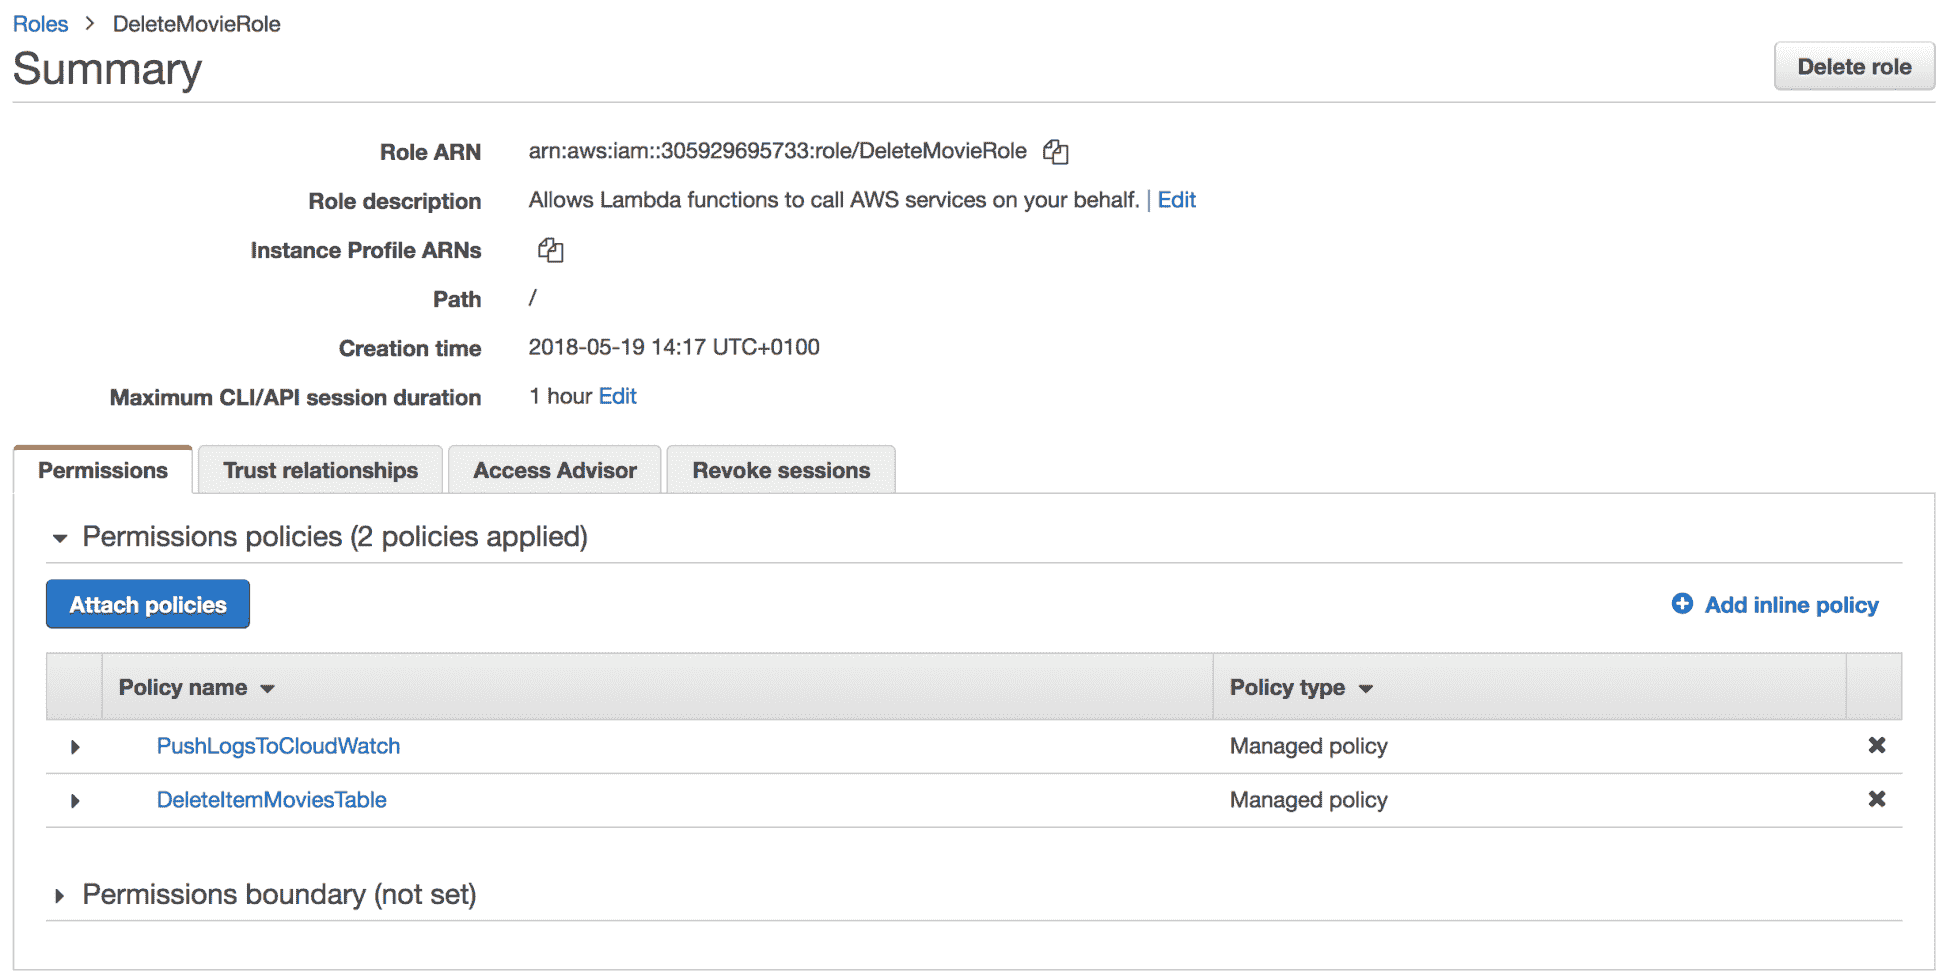 Roles > DeleteMovieRole
Summary
Delete role
Role ARN arn:aws:iam::305929695733:role/DeleteMovieRole
Role description Allows Lambda functions to call AWS services on your behalf. | Edit
Instance Profile ARNs
Path /
Creation time 2018-05-19 14:17 UTC+0100
Maximum CLI/API session duration 1 hour Edit
Permissions Trust relationships Access Advisor Revoke sessions
Permissions policies (2 policies applied)
Attach policies Add inline policy
Policy name Policy type
PushLogsToCloudWatch Managed policy
DeleteItemMoviesTable Managed policy
Permissions boundary (not set)